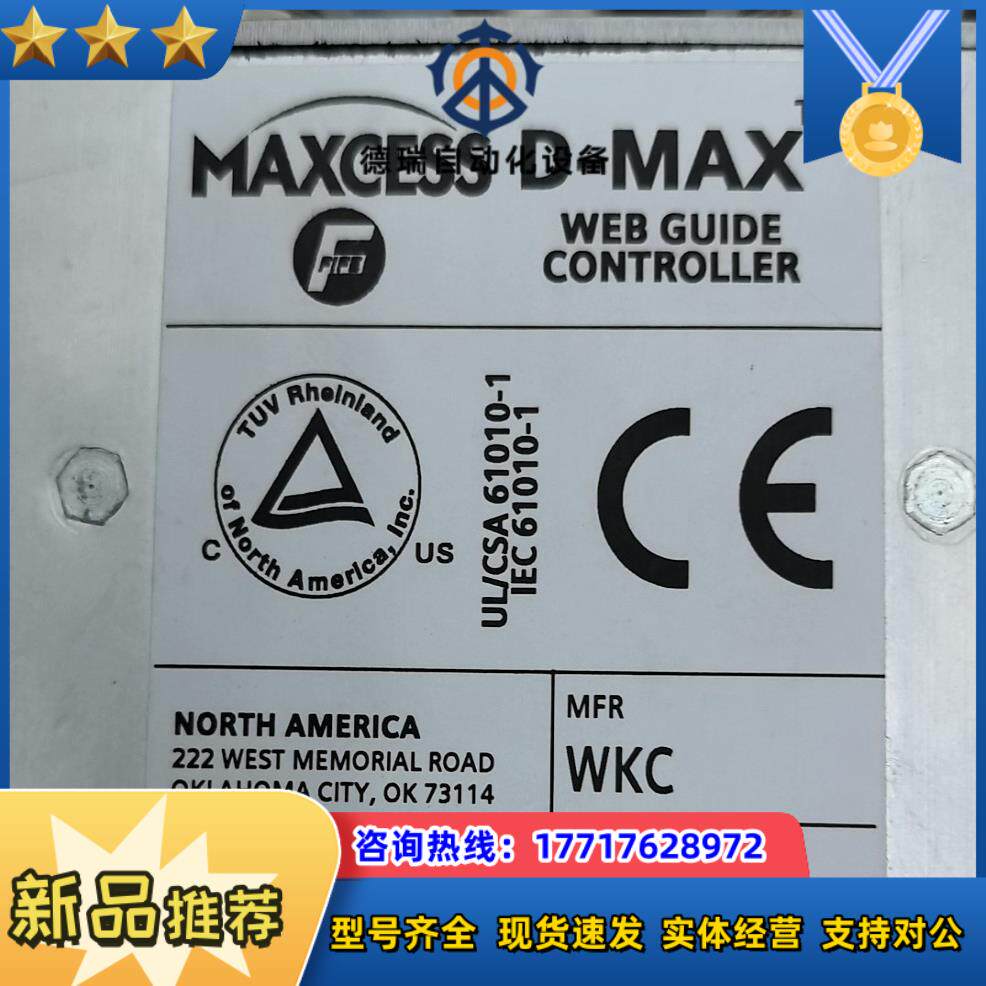 MAXCESS D-MAX
德瑞自动化设备
FIFE
WEB GUIDE
CONTROLLER
TUV Rheinland
of North America, Inc.
C US
UL/CSA 61010-1
IEC 61010-1
CE
NORTH AMERICA
222 WEST MEMORIAL ROAD
OKLAHOMA CITY, OK 73114
MFR
WKC
咨询热线：17717628972
新品推荐
型号齐全 现货速发 实体经营 支持对公